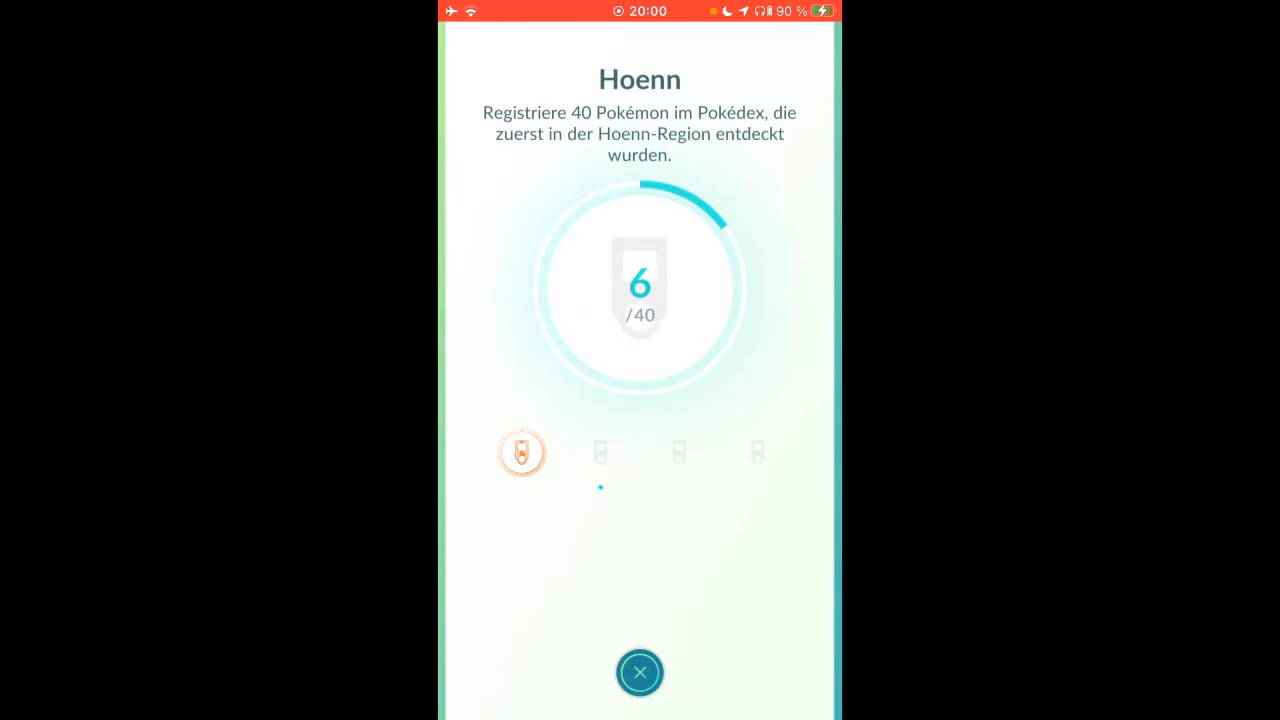 20:00
90 %
Hoenn
Registriere 40 Pokémon im Pokédex, die
zuerst in der Hoenn-Region entdeckt
wurden.
6
/40